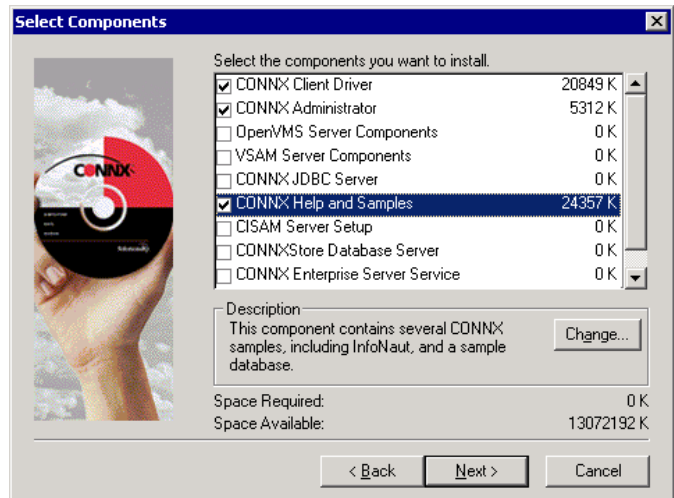 Select Components
Select the components you want to install.
CONNX Client Driver 20849 K
CONNX Administrator 5312 K
OpenVMS Server Components 0 K
VSAM Server Components 0 K
CONNX JDBC Server 0 K
CONNX Help and Samples 24357 K
CISAM Server Setup 0 K
CONNXStore Database Server 0 K
CONNX Enterprise Server Service 0 K
CONNX
Description
This component contains several CONNX
samples, including InfoNaut, and a sample
database.
Change...
Space Required: 0 K
Space Available: 13072192 K
< Back
Next >
Cancel